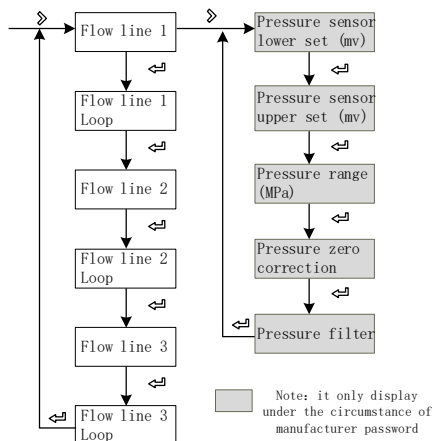 Flow line 1
Flow line 1
Loop
Flow line 2
Flow line 2
Loop
Flow line 3
Flow line 3
Loop
Pressure sensor
lower set (mv)
Pressure sensor
upper set (mv)
Pressure range
(MPa)
Pressure zero
correction
Pressure filter
Note: it only display
under the circumstance of
manufacturer password